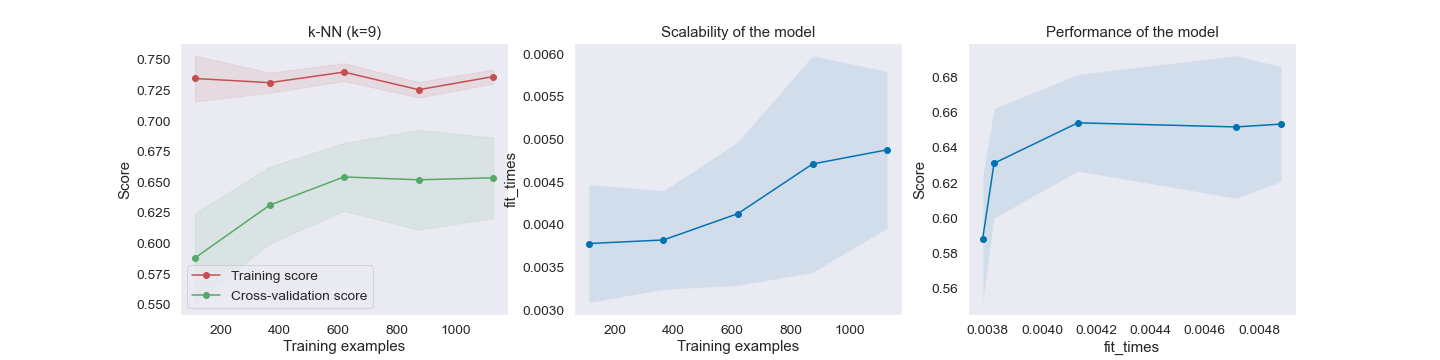 k-NN (k=9)
Score
0.750
0.725
0.700
0.675
0.650
0.625
0.600
0.575
0.550
Training score
Cross-validation score
200 400 600 800 1000
Training examples
Scalability of the model
fit_times
0.0060
0.0055
0.0050
0.0045
0.0040
0.0035
0.0030
200 400 600 800 1000
Training examples
Performance of the model
Score
0.68
0.66
0.64
0.62
0.60
0.58
0.56
0.0038 0.0040 0.0042 0.0044 0.0046 0.0048
fit_times